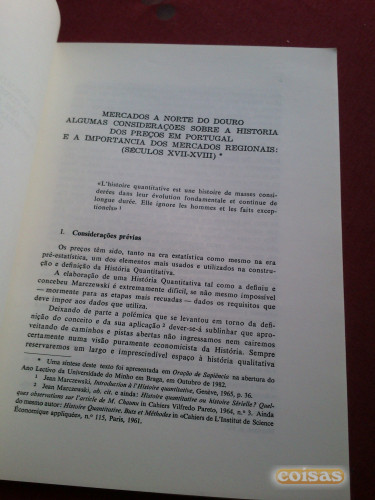 MERCADOS A NORTE DO DOURO
ALGUMAS CONSIDERAÇÕES SOBRE A HISTÓRIA
DOS PREÇOS EM PORTUGAL
E A IMPORTÂNCIA DOS MERCADOS REGIONAIS:
(SÉCULOS XVII-XVIII) *
«L'histoire quantitative est une histoire de masses consi-
derées dans leur évolution fondamentale et continue de
longue durée. Elle ignore les hommes et les faits excep-
tionels» 1
1. Considerações prévias
Os preços têm sido, tanto na era estatística como mesmo na era
pré-estatística, um dos elementos mais usados e utilizados na constru-
ção e definição da História Quantitativa.
A elaboração de uma História Quantitativa tal como a definiu e
concebeu Marczewski é extremamente difícil, se não mesmo impossível
— mormente para as etapas mais recuadas — dados os requisitos que
deve impor aos dados que utiliza.
Deixando de parte a polémica que se levantou em torno da defi-
nição do conceito e da sua aplicação 2 dever-se-á sublinhar que apro-
veitando de caminhos e pistas abertas não ingressamos nem cairemos
certamente numa visão puramente economicista da História. Sempre
reservaremos um largo e imprescindível espaço à história qualitativa
* Uma síntese deste texto foi apresentada em Oração de Sapiência na abertura do
Ano Lectivo da Universidade do Minho em Braga, em Outubro de 1982.
1 Jean Marczewski, Introduction à l'Histoire quantitative, Genève, 1965, p. 36.
2 Jean Marczewski, ob. cit. e ainda: Histoire quantitative ou histoire Sérielle? Quel-
ques observations sur l'article de M. Chaunu in Cahiers Vilfredo Pareto, 1964, n.º 3. Ainda
do mesmo autor: Histoire Quantitative, Buts et Méthodes in «Cahiers de L'Institut de Science
Économique appliquée», n.º 115, Paris, 1961.
coisas